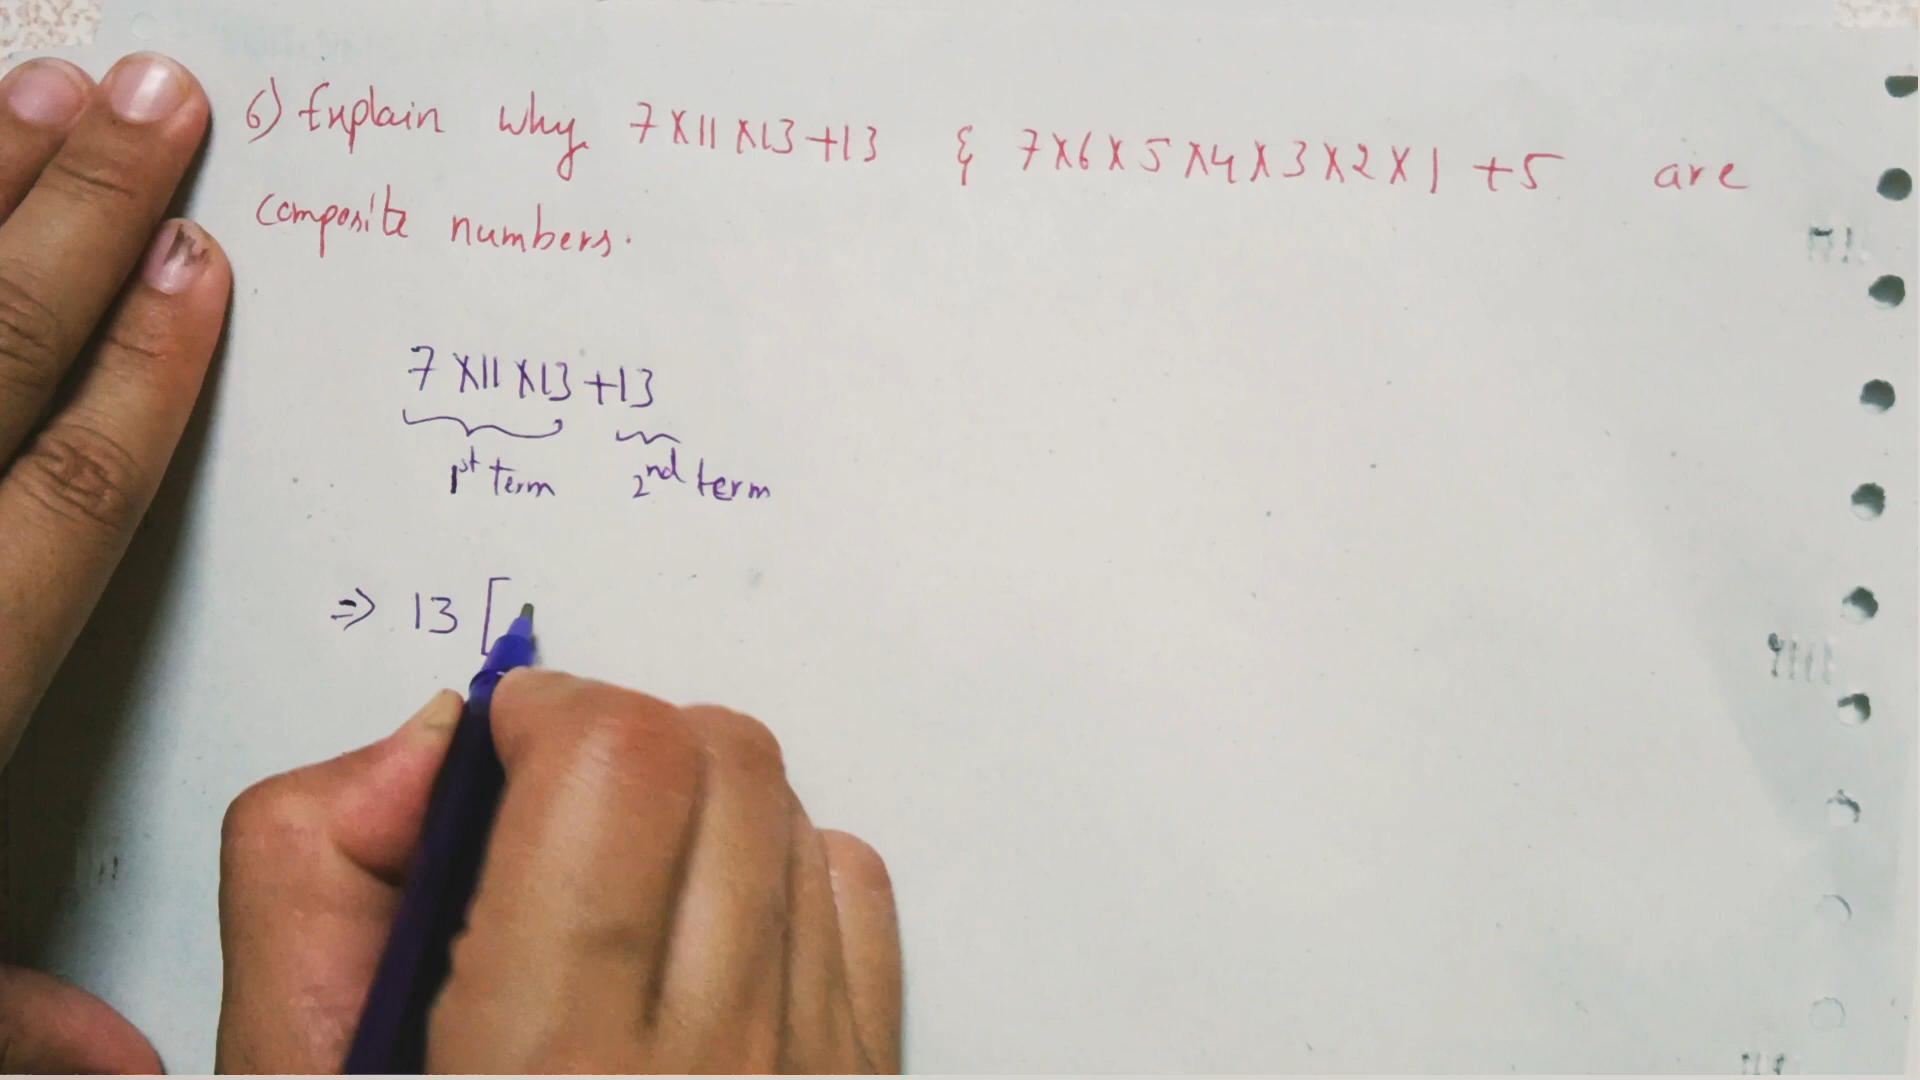 6) Explain why 7×11×13+13 & 7×6×5×4×3×2×1+5 are
composite numbers.
7×11×13+13
1st term 2nd term
⇒ 13 [